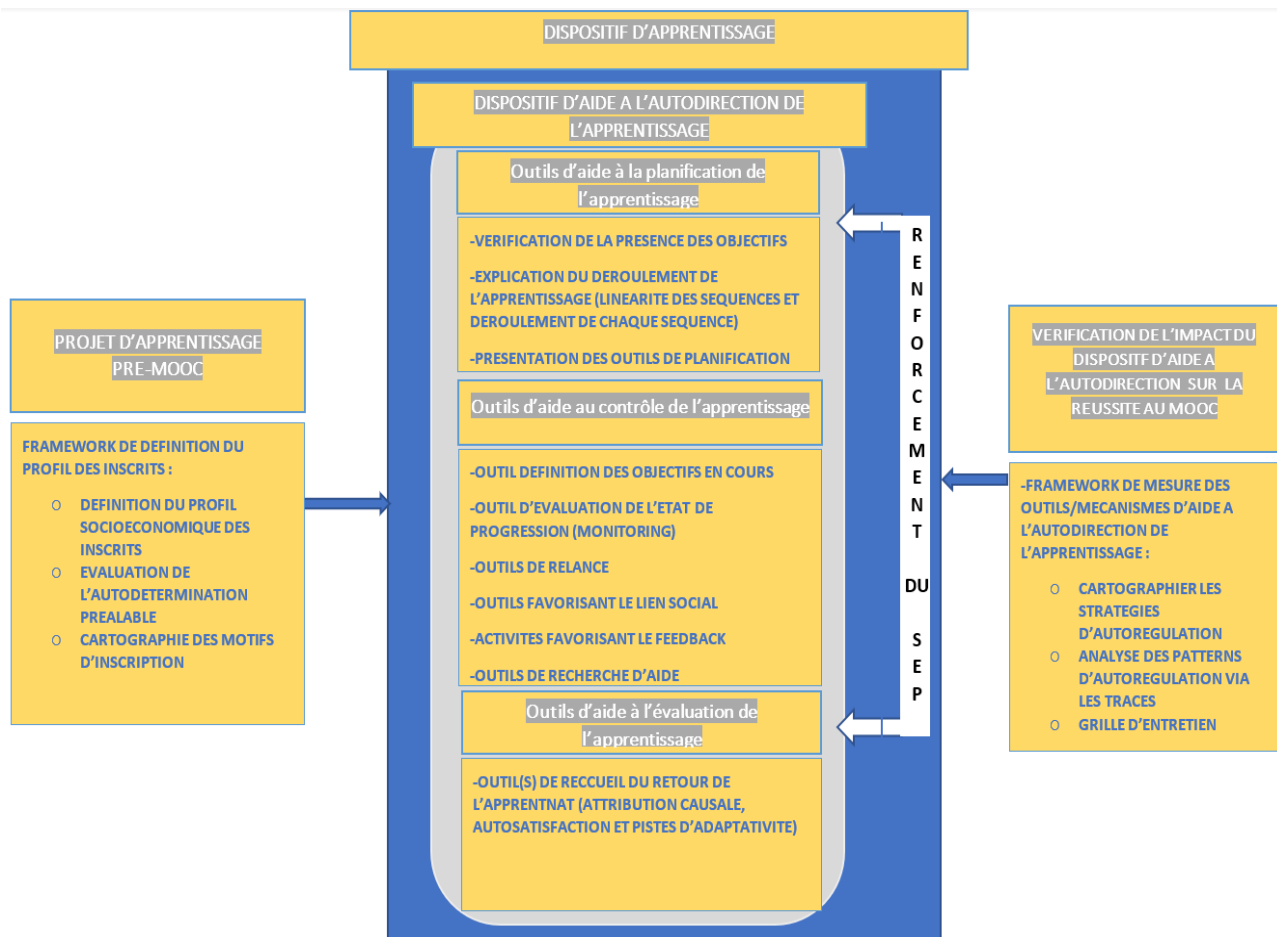 DISPOSITIF D'APPRENTISSAGE
DISPOSITIF D'AIDE A L'AUTODIRECTION DE
L'APPRENTISSAGE
PROJET D'APPRENTISSAGE
PRE-MOOC
FRAMEWORK DE DEFINITION DU
PROFIL DES INSCRITS :
o DEFINITION DU PROFIL
SOCIOECONOMIQUE DES
INSCRITS
o EVALUATION DE
L'AUTODETERMINATION
PREALABLE
o CARTOGRAPHIE DES MOTIFS
D'INSCRIPTION
Outils d'aide à la planification de
l'apprentissage
-VERIFICATION DE LA PRESENCE DES OBJECTIFS
-EXPLICATION DU DEROULEMENT DE
L'APPRENTISSAGE (LINEARITE DES SEQUENCES ET
DEROULEMENT DE CHAQUE SEQUENCE)
-PRESENTATION DES OUTILS DE PLANIFICATION
Outils d'aide au contrôle de l'apprentissage
-OUTIL DEFINITION DES OBJECTIFS EN COURS
-OUTIL D'EVALUATION DE L'ETAT DE
PROGRESSION (MONITORING)
-OUTILS DE RELANCE
-OUTILS FAVORISANT LE LIEN SOCIAL
-ACTIVITES FAVORISANT LE FEEDBACK
-OUTILS DE RECHERCHE D'AIDE
Outils d'aide à l'évaluation de
l'apprentissage
-OUTIL(S) DE RECCUEIL DU RETOUR DE
L'APPRENTNAT (ATTRIBUTION CAUSALE,
AUTOSATISFACTION ET PISTES D'ADAPTATIVITE)
RENFORCEMENT DU SEP
VERIFICATION DE L'IMPACT DU
DISPOSITF D'AIDE A
L'AUTODIRECTION SUR LA
REUSSITE AU MOOC
-FRAMEWORK DE MESURE DES
OUTILS/MECANISMES D'AIDE A
L'AUTODIRECTION DE
L'APPRENTISSAGE :
o CARTOGRAPHIER LES
STRATEGIES
D'AUTOREGULATION
o ANALYSE DES PATTERNS
D'AUTOREGULATION VIA
LES TRACES
o GRILLE D'ENTRETIEN